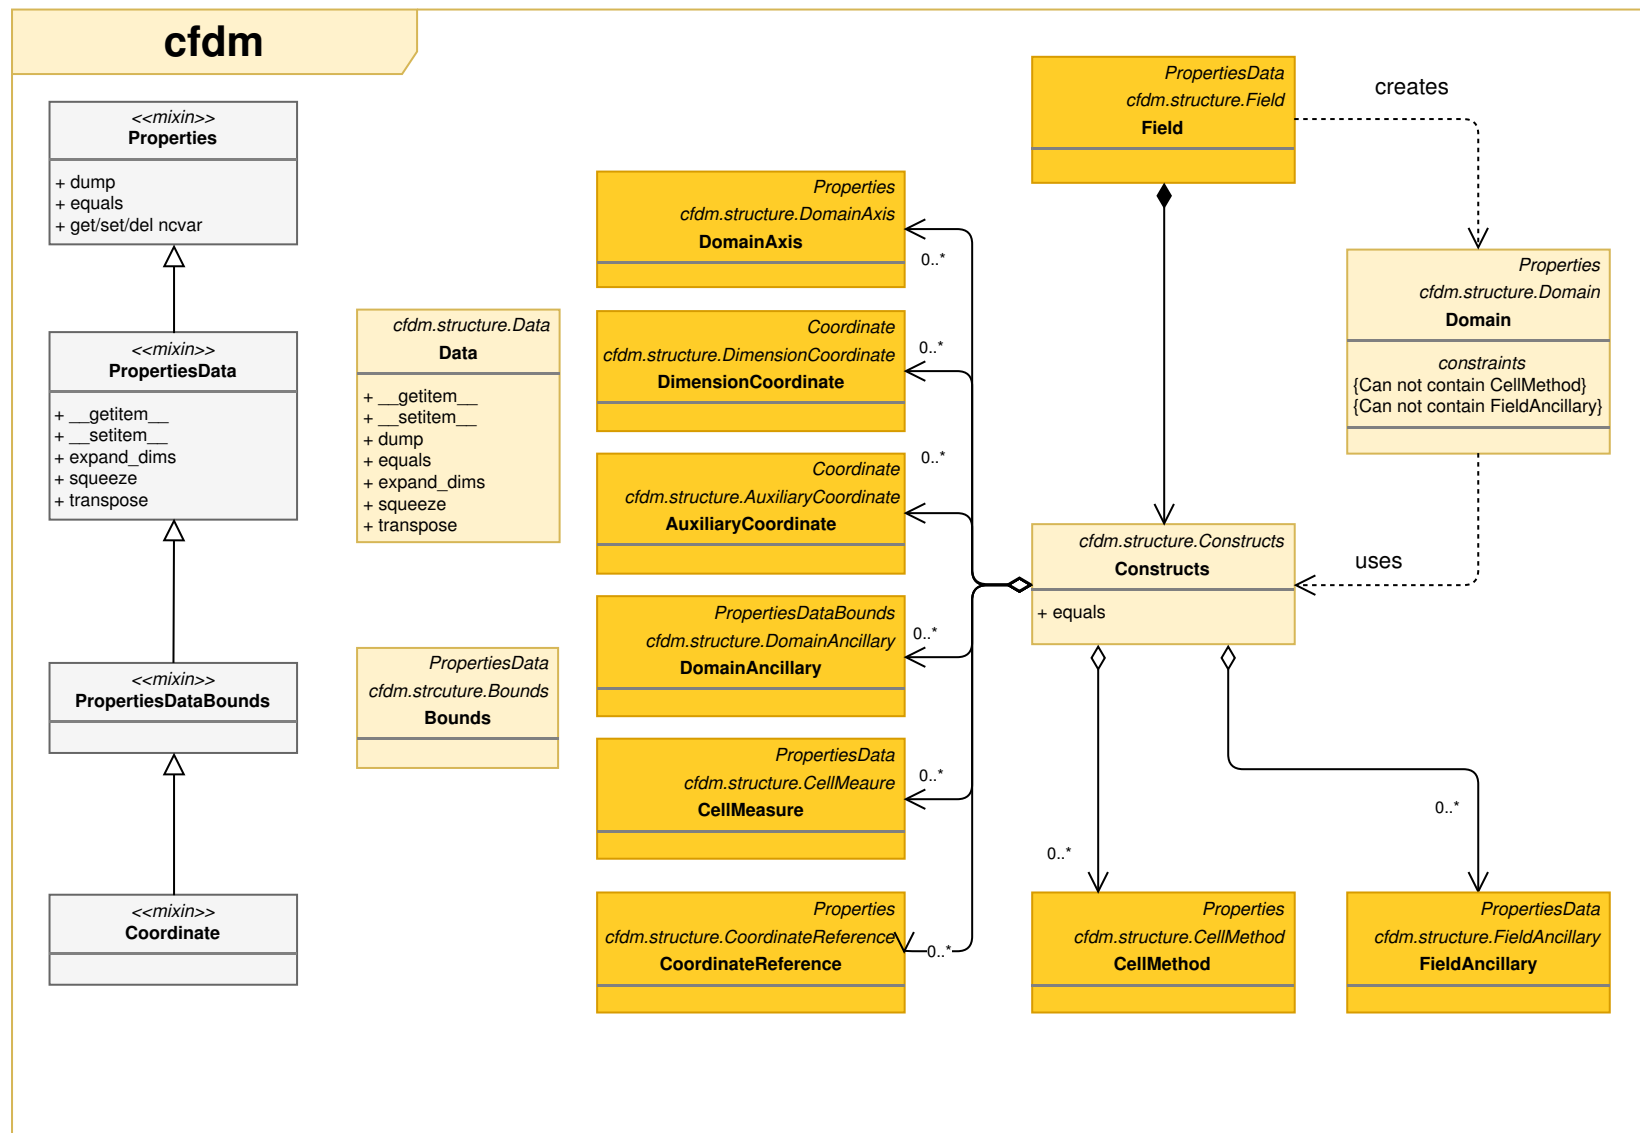 cfdm
<<mixin>>
Properties
+ dump
+ equals
+ get/set/del ncvar
<<mixin>>
PropertiesData
+ __getitem__
+ __setitem__
+ expand_dims
+ squeeze
+ transpose
<<mixin>>
PropertiesDataBounds
<<mixin>>
Coordinate
cfdm.structure.Data
Data
+ __getitem__
+ __setitem__
+ dump
+ equals
+ expand_dims
+ squeeze
+ transpose
PropertiesData
cfdm.strcuture.Bounds
Bounds
Properties
cfdm.structure.DomainAxis
DomainAxis
0..*
Coordinate
cfdm.structure.DimensionCoordinate
DimensionCoordinate
0..*
Coordinate
cfdm.structure.AuxiliaryCoordinate
AuxiliaryCoordinate
0..*
PropertiesDataBounds
cfdm.structure.DomainAncillary
DomainAncillary
0..*
PropertiesData
cfdm.structure.CellMeaure
CellMeasure
0..*
Properties
cfdm.structure.CoordinateReference
CoordinateReference
0..*
PropertiesData
cfdm.structure.Field
Field
creates
Properties
cfdm.structure.Domain
Domain
constraints
{Can not contain CellMethod}
{Can not contain FieldAncillary}
uses
cfdm.structure.Constructs
Constructs
+ equals
0..*
0..*
Properties
cfdm.structure.CellMethod
CellMethod
PropertiesData
cfdm.structure.FieldAncillary
FieldAncillary